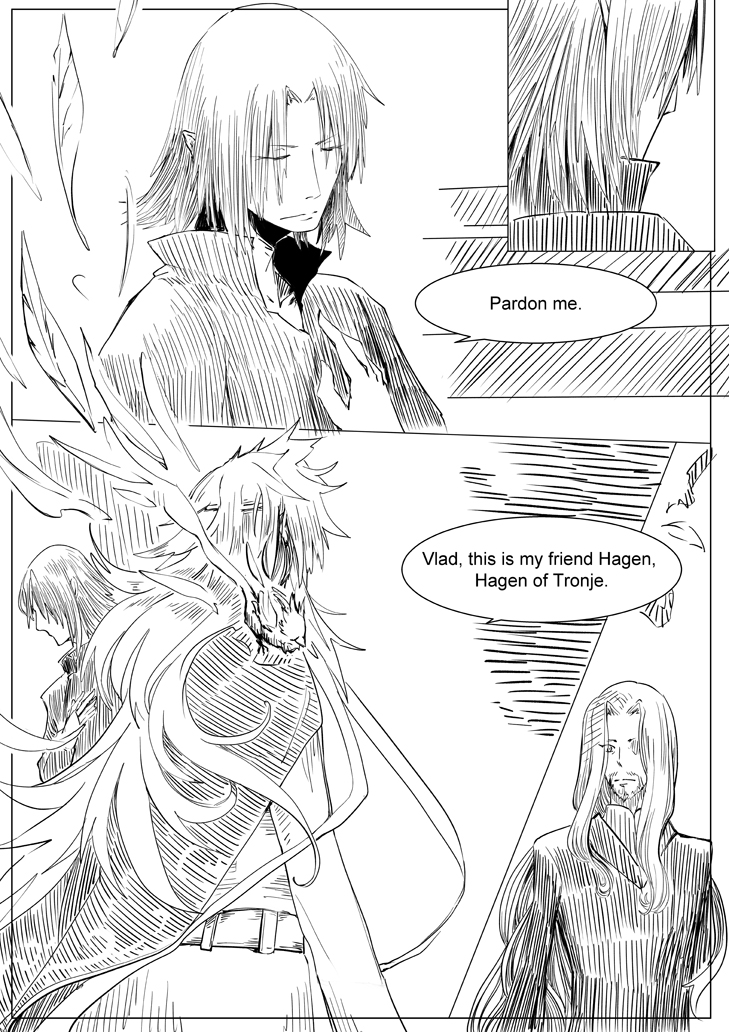 Pardon me.
Vlad, this is my friend Hagen,
Hagen of Tronje.